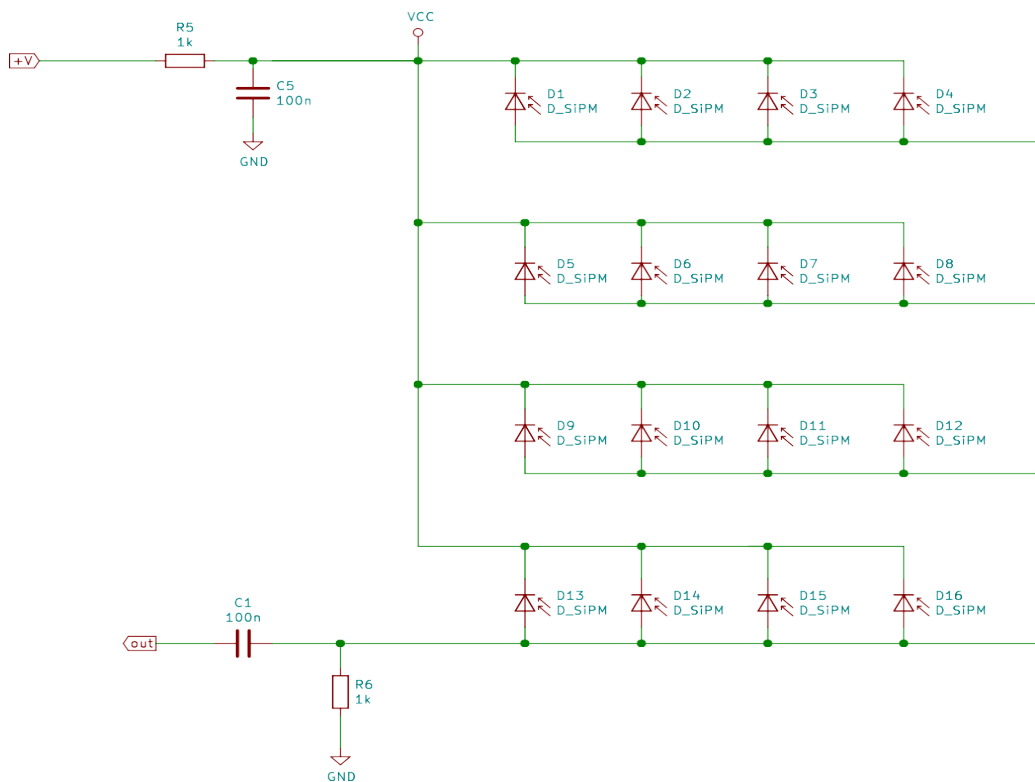 VCC
R5
1k
+V
C5
100n
GND
D1
D_SiPM
D2
D_SiPM
D3
D_SiPM
D4
D_SiPM
D5
D_SiPM
D6
D_SiPM
D7
D_SiPM
D8
D_SiPM
D9
D_SiPM
D10
D_SiPM
D11
D_SiPM
D12
D_SiPM
D13
D_SiPM
D14
D_SiPM
D15
D_SiPM
D16
D_SiPM
C1
100n
out
R6
1k
GND